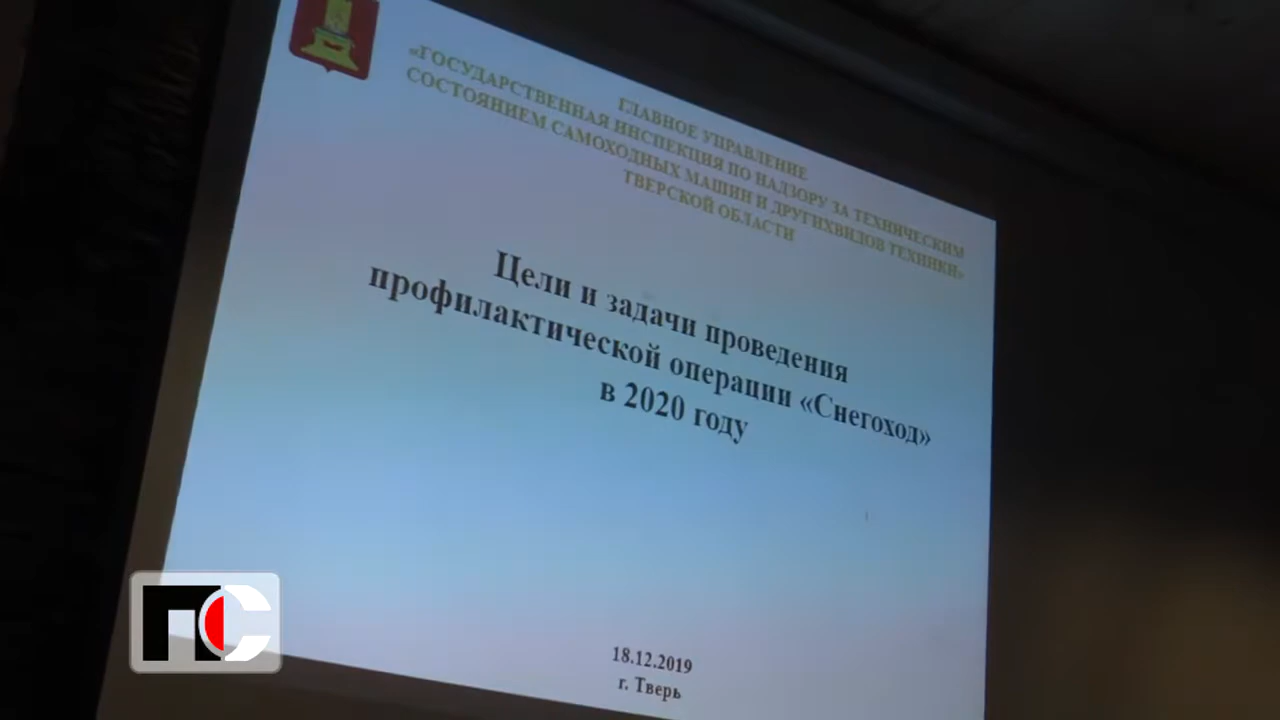 ГЛАВНОЕ УПРАВЛЕНИЕ
«ГОСУДАРСТВЕННАЯ ИНСПЕКЦИЯ ПО НАДЗОРУ ЗА ТЕХНИЧЕСКИМ
СОСТОЯНИЕМ САМОХОДНЫХ МАШИН И ДРУГИХВИДОВ ТЕХНИКИ»
ТВЕРСКОЙ ОБЛАСТИ
Цели и задачи проведения
профилактической операции «Снегоход»
в 2020 году
18.12.2019
г. Тверь
ПС